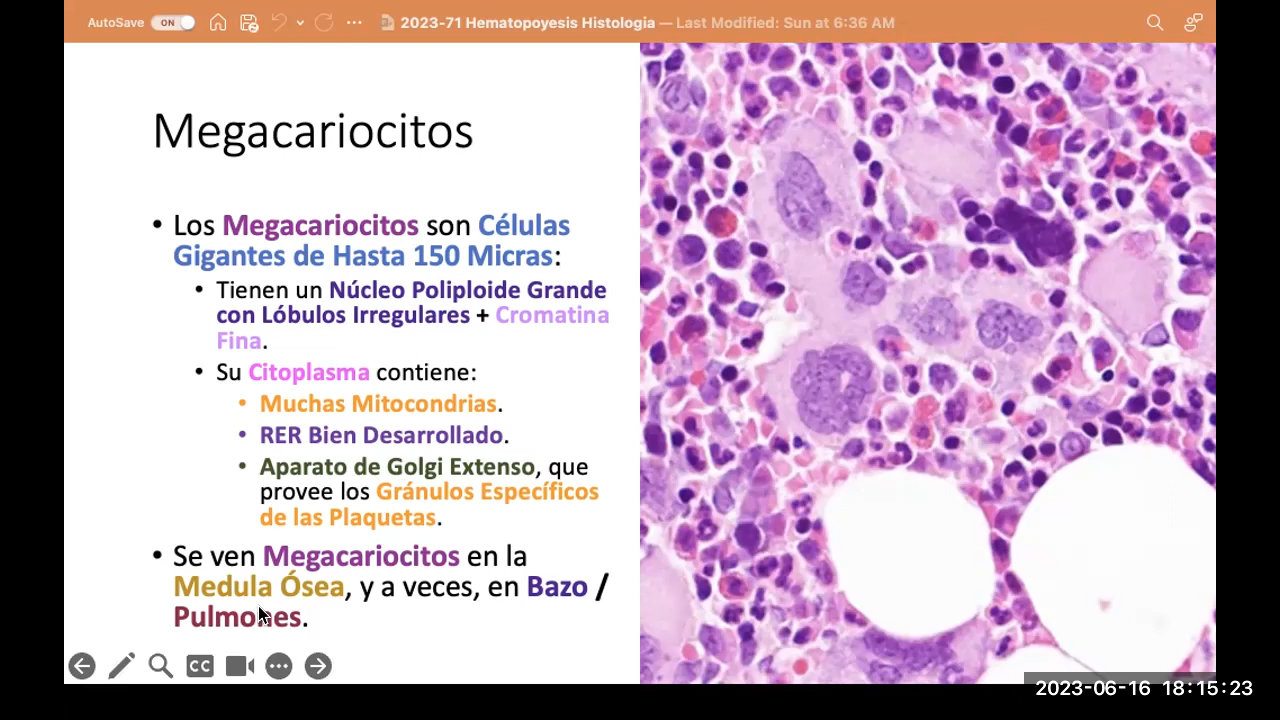 AutoSave ON 2023-71 Hematopoyesis Histologia — Last Modified: Sun at 6:36 AM
Megacariocitos
• Los Megacariocitos son Células
Gigantes de Hasta 150 Micras:
• Tienen un Núcleo Poliploide Grande
con Lóbulos Irregulares + Cromatina
Fina.
• Su Citoplasma contiene:
• Muchas Mitocondrias.
• RER Bien Desarrollado.
• Aparato de Golgi Extenso, que
provee los Gránulos Específicos
de las Plaquetas.
• Se ven Megacariocitos en la
Medula Ósea, y a veces, en Bazo /
Pulmones.
CC
2023-06-16 18:15:23